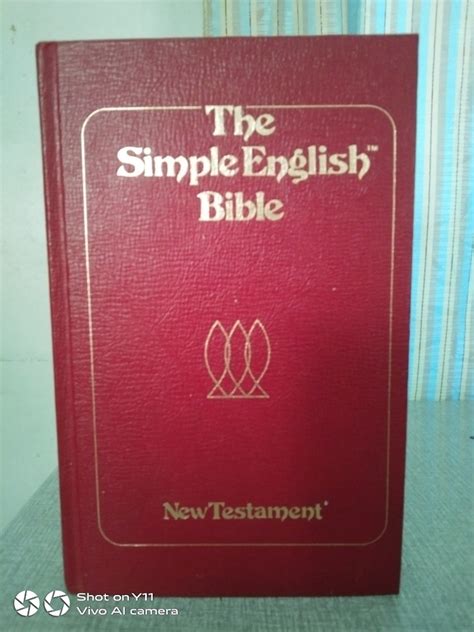 The
Simple English™
Bible
New Testament*
Shot on Y11
Vivo AI camera